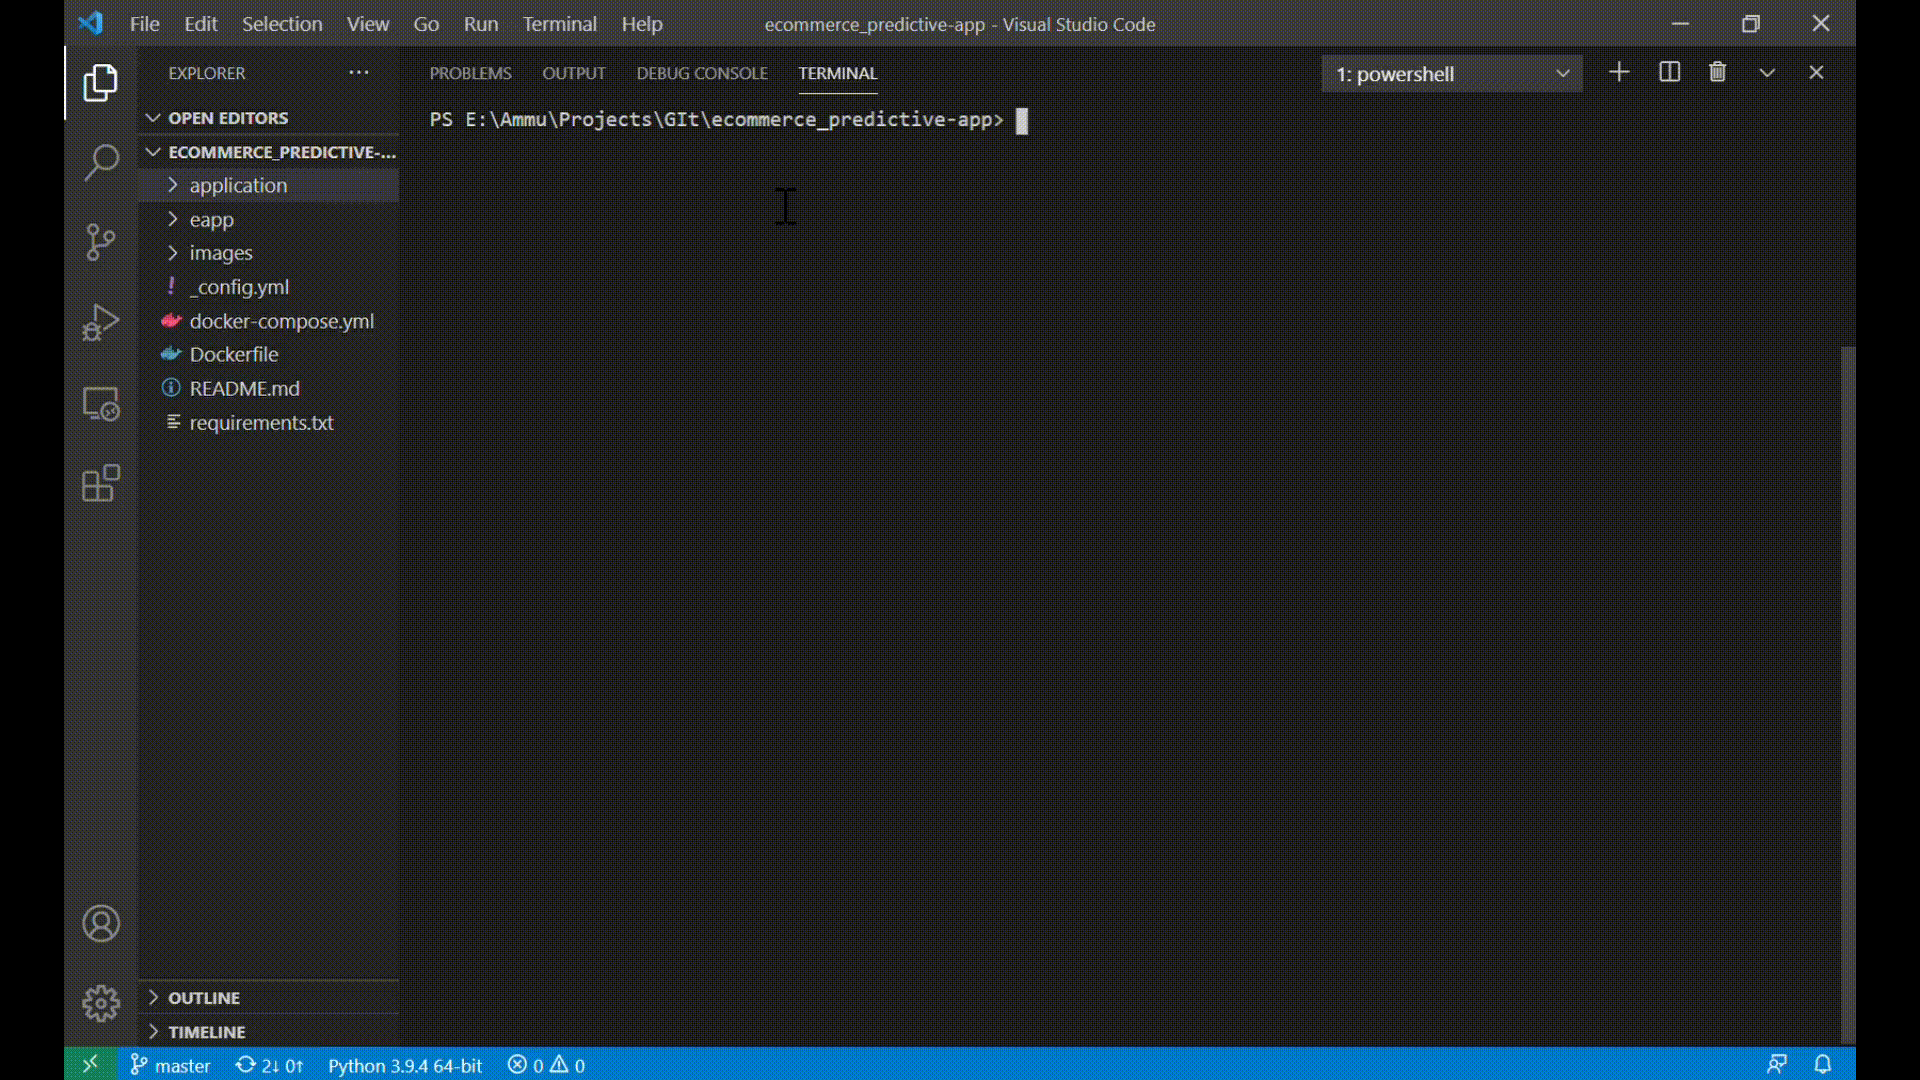 File Edit Selection View Go Run Terminal Help
ecommerce_predictive-app - Visual Studio Code
EXPLORER
PROBLEMS OUTPUT DEBUG CONSOLE TERMINAL
1: powershell
OPEN EDITORS
PS E:\Ammu\Projects\GIt\ecommerce_predictive-app>
ECOMMERCE_PREDICTIVE-...
application
eapp
images
! _config.yml
docker-compose.yml
Dockerfile
README.md
requirements.txt
OUTLINE
TIMELINE
master 2↓ 0↑ Python 3.9.4 64-bit 0 0